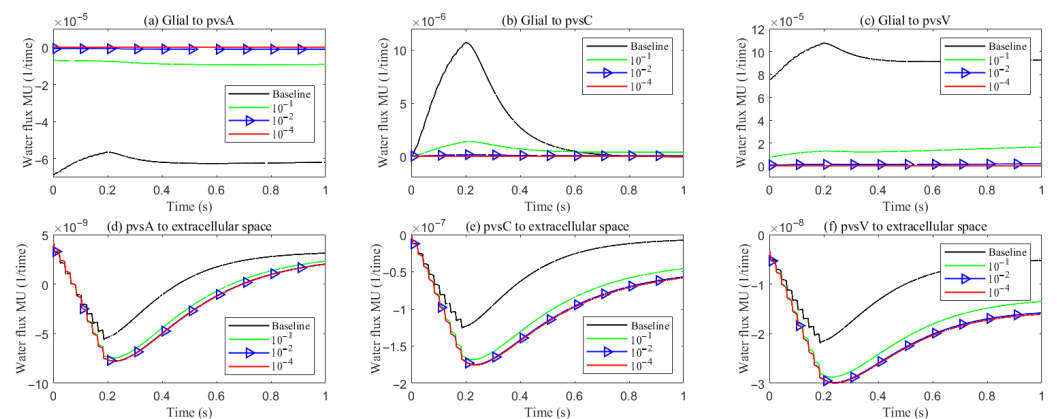 (a) Glial to pvsA
×10⁻⁵
Water flux MU (1/time)
0
−2
−4
−6
Baseline
10⁻¹
10⁻²
10⁻⁴
0 0.2 0.4 0.6 0.8 1
Time (s)
(b) Glial to pvsC
×10⁻⁶
Water flux MU (1/time)
10
5
0
Baseline
10⁻¹
10⁻²
10⁻⁴
0 0.2 0.4 0.6 0.8 1
Time (s)
(c) Glial to pvsV
×10⁻⁵
Water flux MU (1/time)
12
10
8
6
4
2
0
Baseline
10⁻¹
10⁻²
10⁻⁴
0 0.2 0.4 0.6 0.8 1
Time (s)
(d) pvsA to extracellular space
×10⁻⁹
Water flux MU (1/time)
5
0
−5
−10
Baseline
10⁻¹
10⁻²
10⁻⁴
0 0.2 0.4 0.6 0.8 1
Time (s)
(e) pvsC to extracellular space
×10⁻⁷
Water flux MU (1/time)
0
−0.5
−1
−1.5
−2
Baseline
10⁻¹
10⁻²
10⁻⁴
0 0.2 0.4 0.6 0.8 1
Time (s)
(f) pvsV to extracellular space
×10⁻⁸
Water flux MU (1/time)
0
−1
−2
−3
Baseline
10⁻¹
10⁻²
10⁻⁴
0 0.2 0.4 0.6 0.8 1
Time (s)